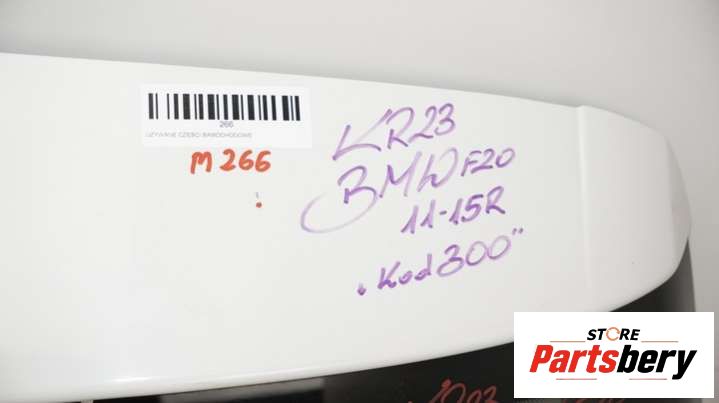 266
UŻYWANE CZĘŚCI SAMOCHODOWE
M 266
KR23
BMW F20
11-15R
"Kod 300"
STORE
Partsbery